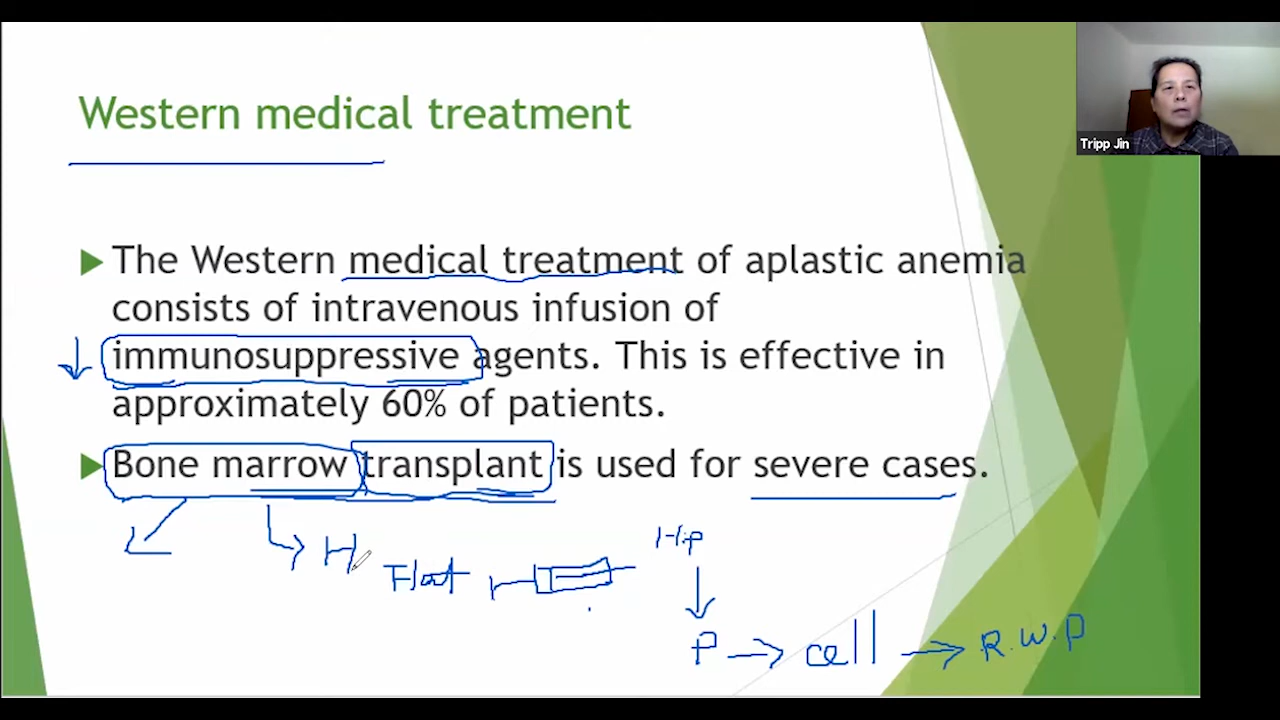 Western medical treatment
Tripp Jin
The Western medical treatment of aplastic anemia
consists of intravenous infusion of
immunosuppressive agents. This is effective in
approximately 60% of patients.
Bone marrow transplant is used for severe cases.
H
Flat
Hip
P → cell → R.W.P